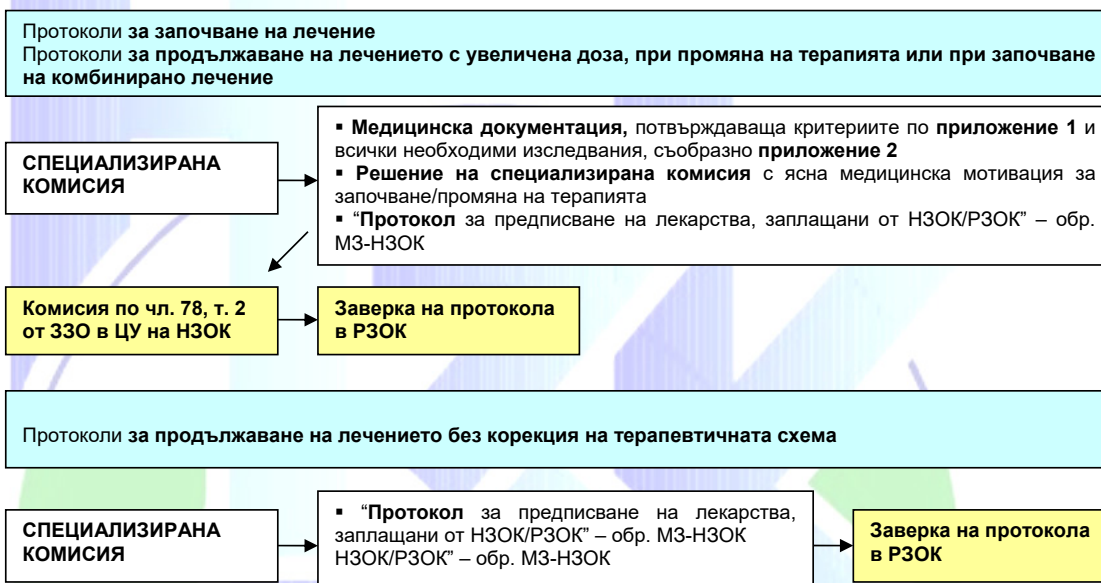 Протоколи за започване на лечение
Протоколи за продължаване на лечението с увеличена доза, при промяна на терапията или при започване
на комбинирано лечение
СПЕЦИАЛИЗИРАНА
КОМИСИЯ
▪ Медицинска документация, потвърждаваща критериите по приложение 1 и
всички необходими изследвания, съобразно приложение 2
▪ Решение на специализирана комисия с ясна медицинска мотивация за
започване/промяна на терапията
▪ “Протокол за предписване на лекарства, заплащани от НЗОК/РЗОК” – обр.
МЗ-НЗОК
Комисия по чл. 78, т. 2
от ЗЗО в ЦУ на НЗОК
Заверка на протокола
в РЗОК
Протоколи за продължаване на лечението без корекция на терапевтичната схема
СПЕЦИАЛИЗИРАНА
КОМИСИЯ
▪ “Протокол за предписване на лекарства,
заплащани от НЗОК/РЗОК” – обр. МЗ-НЗОК
НЗОК/РЗОК” – обр. МЗ-НЗОК
Заверка на протокола
в РЗОК